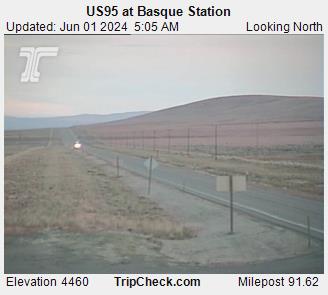 US95 at Basque Station
Updated: Jun 01 2024 5:05 AM Looking North
Elevation 4460 TripCheck.com Milepost 91.62